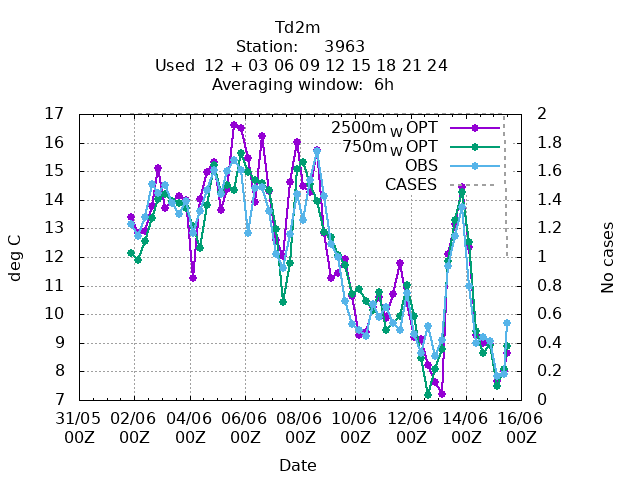 Td2m
Station: 3963
Used 12 + 03 06 09 12 15 18 21 24
Averaging window: 6h
17 2
16 1.8
15 1.6
14 1.4
13 1.2
12 1
11 0.8
10 0.6
9 0.4
8 0.2
7 0
2500m_W OPT
750m_W OPT
OBS
CASES
deg C
No cases
31/05 02/06 04/06 06/06 08/06 10/06 12/06 14/06 16/06
00Z 00Z 00Z 00Z 00Z 00Z 00Z 00Z 00Z
Date